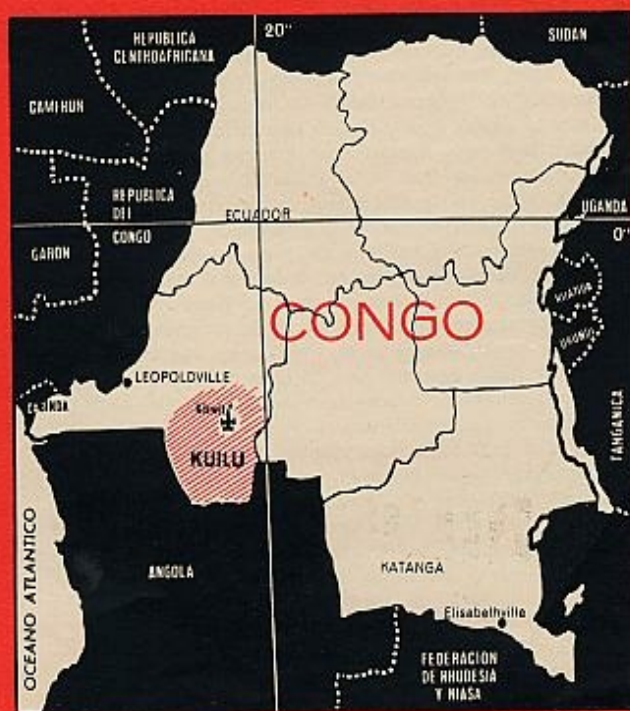 REPUBLICA
CENTROAFRICANA
20°
SUDAN
CAMERUN
REPUBLICA
DEL
CONGO
ECUADOR
UGANDA
0°
GABON
CONGO
LEOPOLDVILLE
CABINDA
KUILU
TANGANICA
OCEANO ATLANTICO
ANGOLA
KATANGA
Elisabethville
FEDERACION
DE RHODESIA
Y NIASA